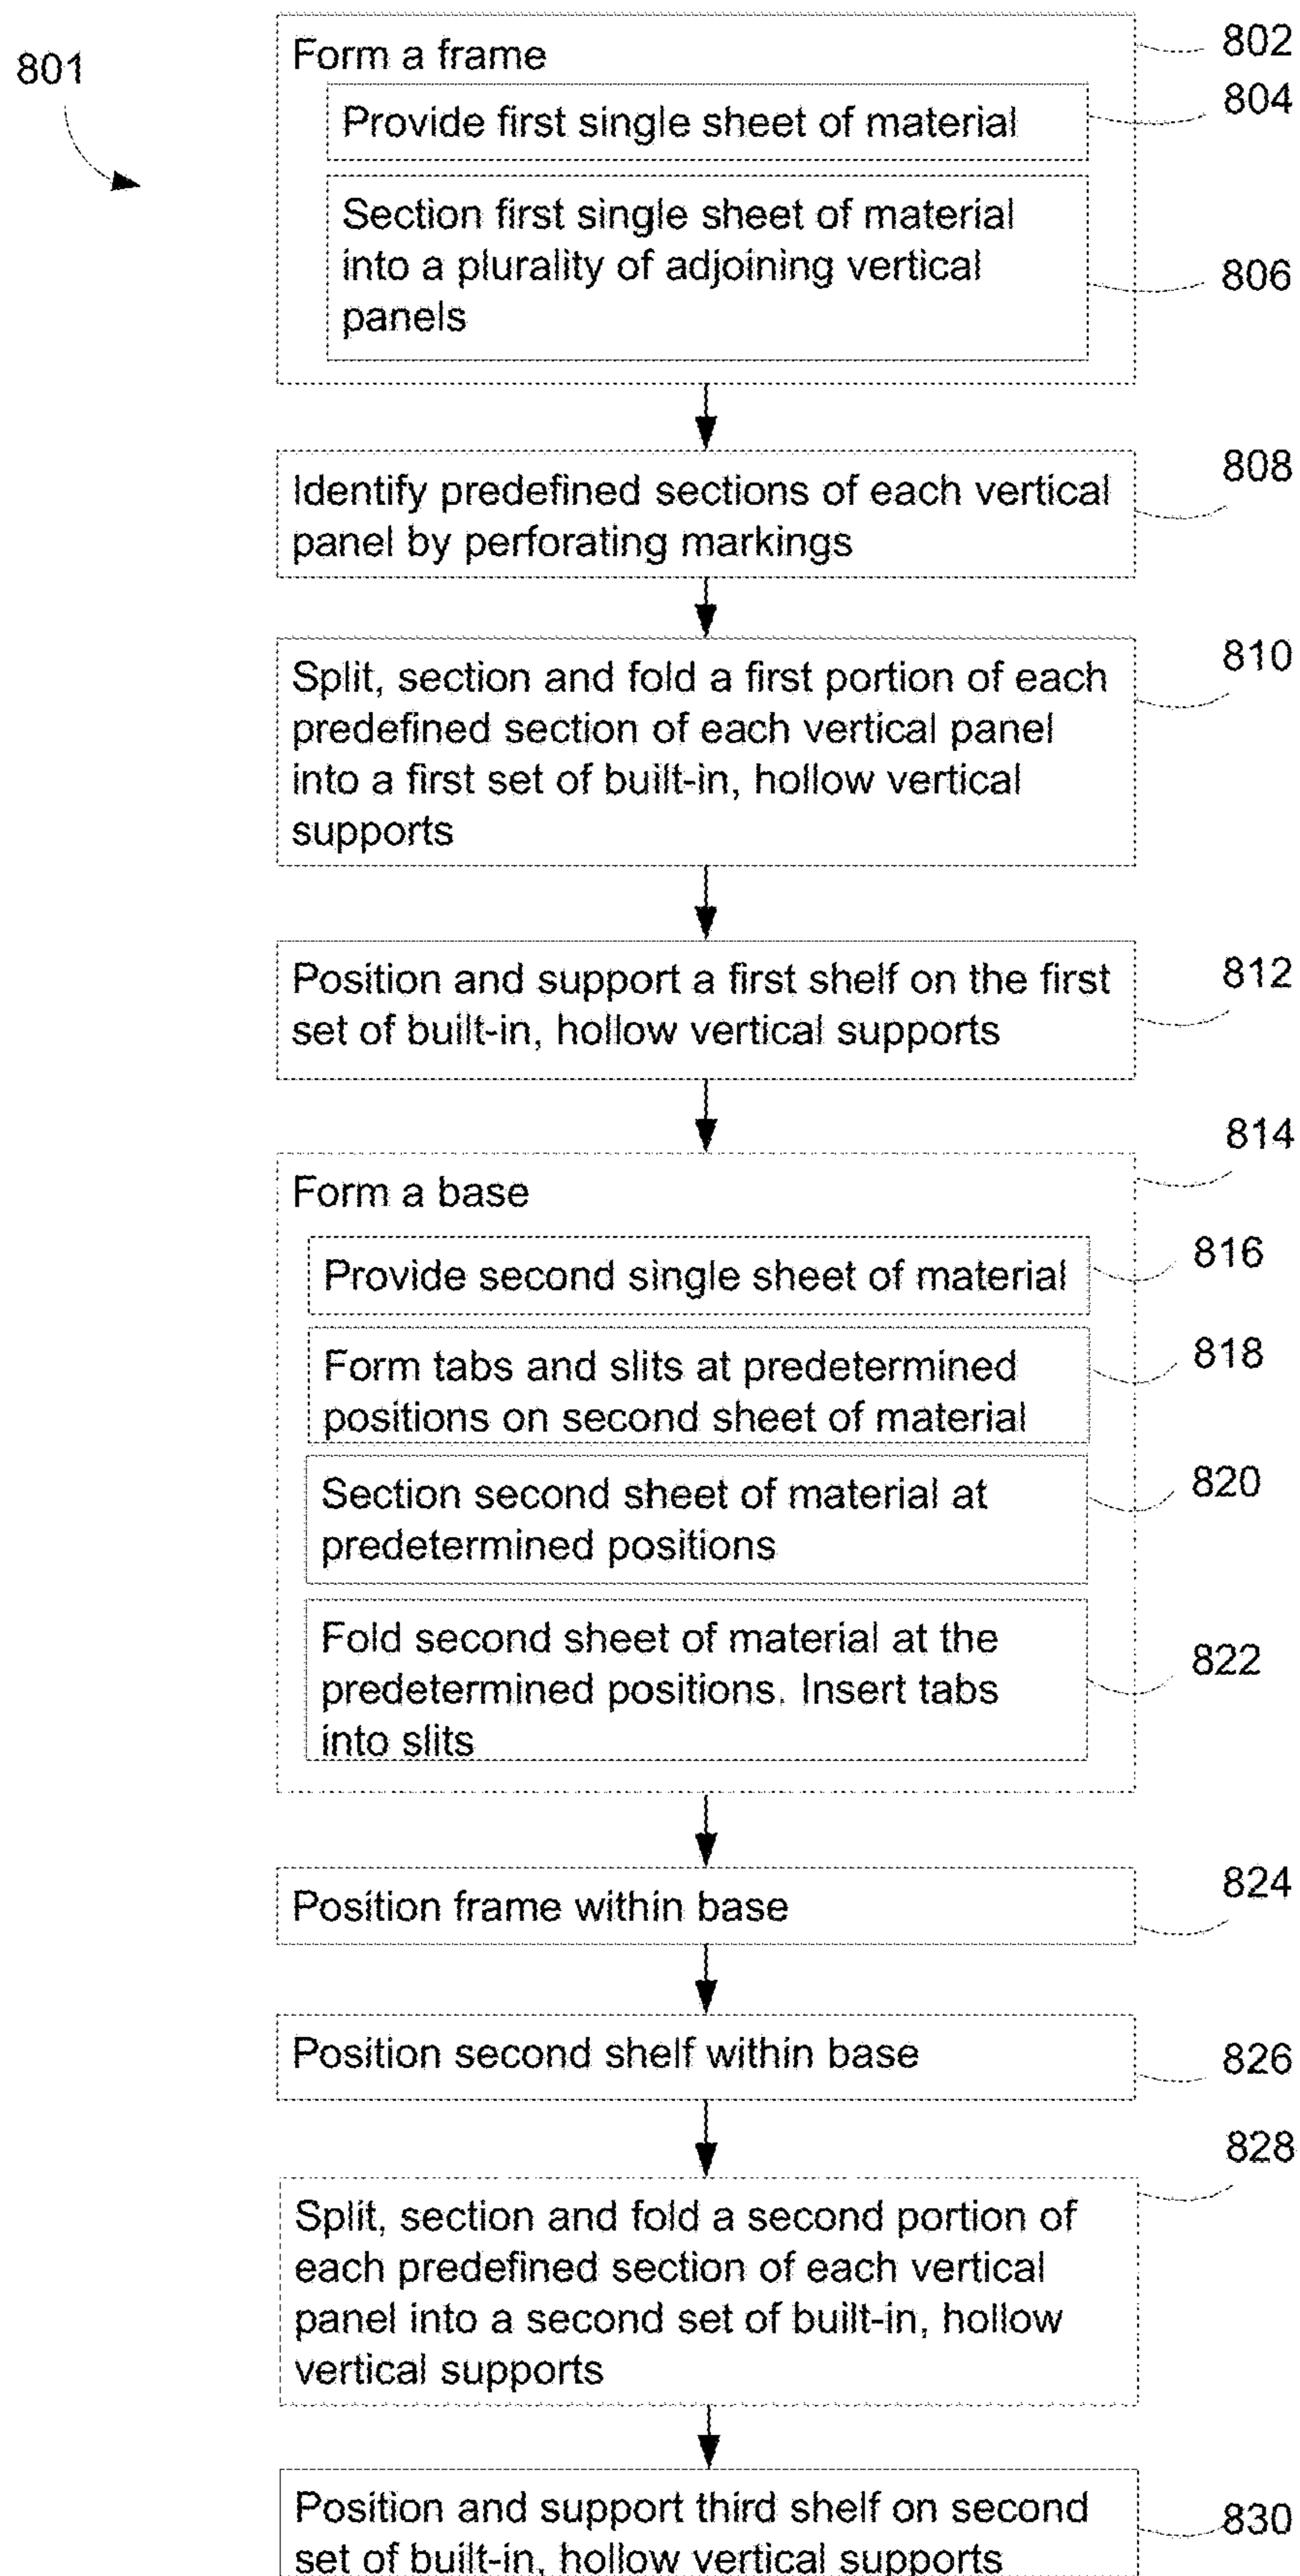 801
Form a frame
802
Provide first single sheet of material
804
Section first single sheet of material
into a plurality of adjoining vertical
panels
806
Identify predefined sections of each vertical
panel by perforating markings
808
Split, section and fold a first portion of each
predefined section of each vertical panel
into a first set of built-in, hollow vertical
supports
810
Position and support a first shelf on the first
set of built-in, hollow vertical supports
812
Form a base
814
Provide second single sheet of material
816
Form tabs and slits at predetermined
positions on second sheet of material
818
Section second sheet of material at
predetermined positions
820
Fold second sheet of material at the
predetermined positions. Insert tabs
into slits
822
Position frame within base
824
Position second shelf within base
826
Split, section and fold a second portion of
each predefined section of each vertical
panel into a second set of built-in, hollow
vertical supports
828
Position and support third shelf on second
set of built-in, hollow vertical supports
830